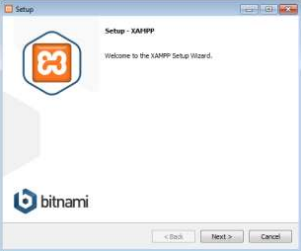 Setup
Setup - XAMPP
Welcome to the XAMPP Setup Wizard.
bitnami
< Back
Next >
Cancel